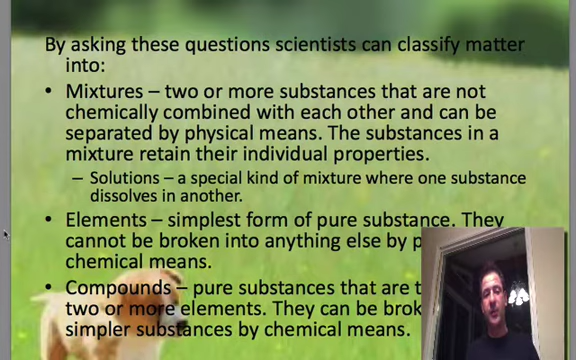 By asking these questions scientists can classify matter
into:
• Mixtures – two or more substances that are not
chemically combined with each other and can be
separated by physical means. The substances in a
mixture retain their individual properties.
– Solutions – a special kind of mixture where one substance
dissolves in another.
• Elements – simplest form of pure substance. They
cannot be broken into anything else by
chemical means.
• Compounds – pure substances that are
two or more elements. They can be
simpler substances by chemical means.